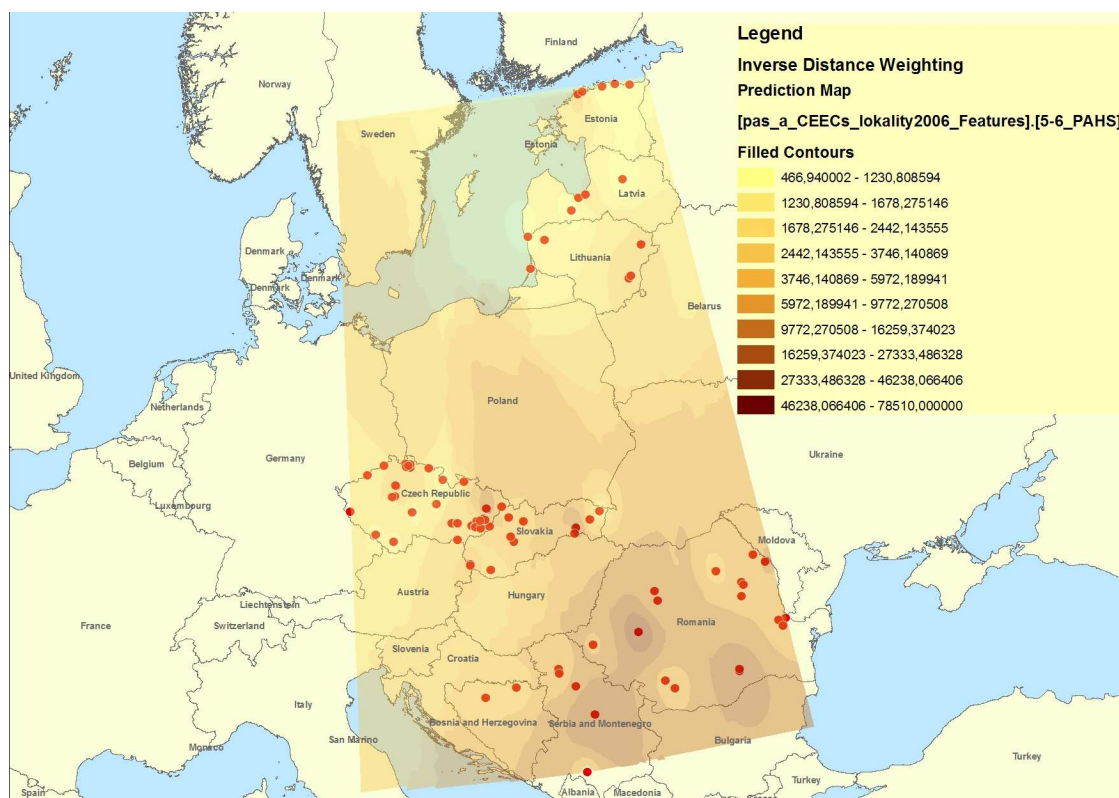 Legend
Inverse Distance Weighting
Prediction Map
[pas_a_CEECs_lokality2006_Features].[5-6_PAHS]
Filled Contours
466,940002 - 1230,808594
1230,808594 - 1678,275146
1678,275146 - 2442,143555
2442,143555 - 3746,140869
3746,140869 - 5972,189941
5972,189941 - 9772,270508
9772,270508 - 16259,374023
16259,374023 - 27333,486328
27333,486328 - 46238,066406
46238,066406 - 78510,000000
Finland
Norway
Sweden
Estonia
Estonia
Latvia
Denmark
Denmark
Denmark
Lithuania
Belarus
United Kingdom
Netherlands
Poland
Belgium
Germany
Ukraine
Luxembourg
Czech Republic
Slovakia
Moldova
Austria
Hungary
Liechtenstein
Switzerland
France
Romania
Slovenia
Croatia
Italy
Bosnia and Herzegovina
Serbia and Montenegro
San Marino
Monaco
Bulgaria
Turkey
Spain
Albania
Macedonia
Turkey